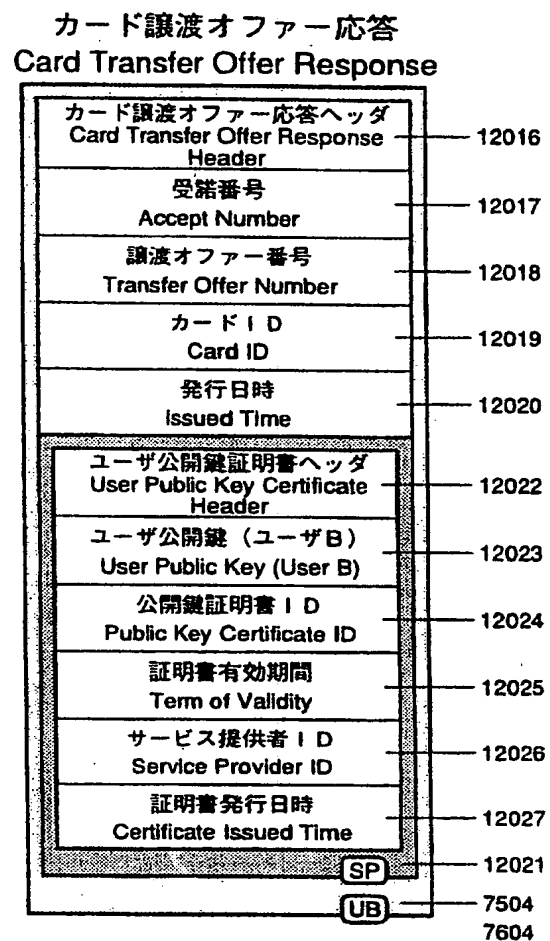 カード譲渡オファー応答
Card Transfer Offer Response
カード譲渡オファー応答ヘッダ
Card Transfer Offer Response
Header
12016
受諾番号
Accept Number
12017
譲渡オファー番号
Transfer Offer Number
12018
カードID
Card ID
12019
発行日時
Issued Time
12020
ユーザ公開鍵証明書ヘッダ
User Public Key Certificate
Header
12022
ユーザ公開鍵（ユーザB）
User Public Key (User B)
12023
公開鍵証明書ID
Public Key Certificate ID
12024
証明書有効期間
Term of Validity
12025
サービス提供者ID
Service Provider ID
12026
証明書発行日時
Certificate Issued Time
12027
SP
12021
UB
7504
7604